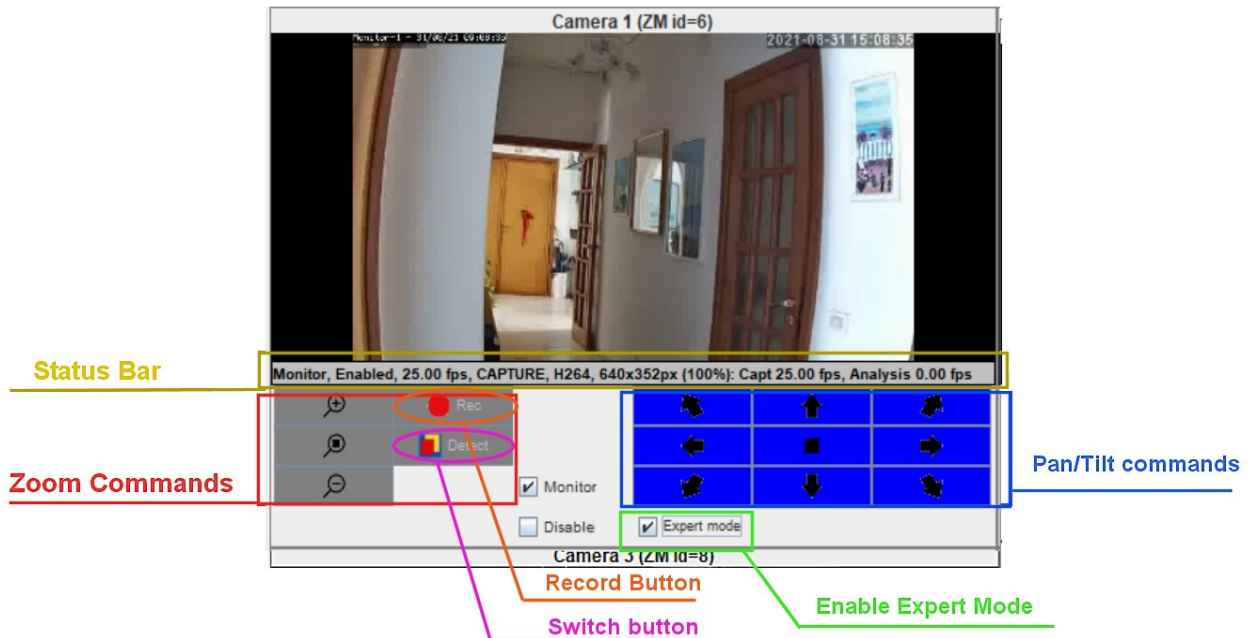 Camera 1 (ZM id=6)
Monitor-1 - 31/08/21 09:08:35
2021-08-31 15:08:35
Status Bar
Monitor, Enabled, 25.00 fps, CAPTURE, H264, 640x352px (100%): Capt 25.00 fps, Analysis 0.00 fps
Rec
Detect
Zoom Commands
Pan/Tilt commands
Monitor
Disable
Expert mode
Camera 3 (ZM id=8)
Record Button
Enable Expert Mode
Switch button